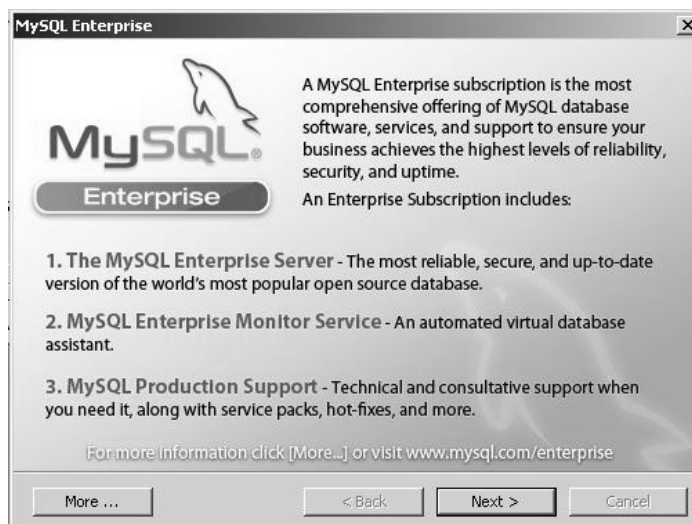 MySQL Enterprise
A MySQL Enterprise subscription is the most
comprehensive offering of MySQL database
software, services, and support to ensure your
business achieves the highest levels of reliability,
security, and uptime.
An Enterprise Subscription includes:
MySQL®
Enterprise
1. The MySQL Enterprise Server - The most reliable, secure, and up-to-date
version of the world's most popular open source database.
2. MySQL Enterprise Monitor Service - An automated virtual database
assistant.
3. MySQL Production Support - Technical and consultative support when
you need it, along with service packs, hot-fixes, and more.
For more information click [More...] or visit www.mysql.com/enterprise
More ...
< Back
Next >
Cancel